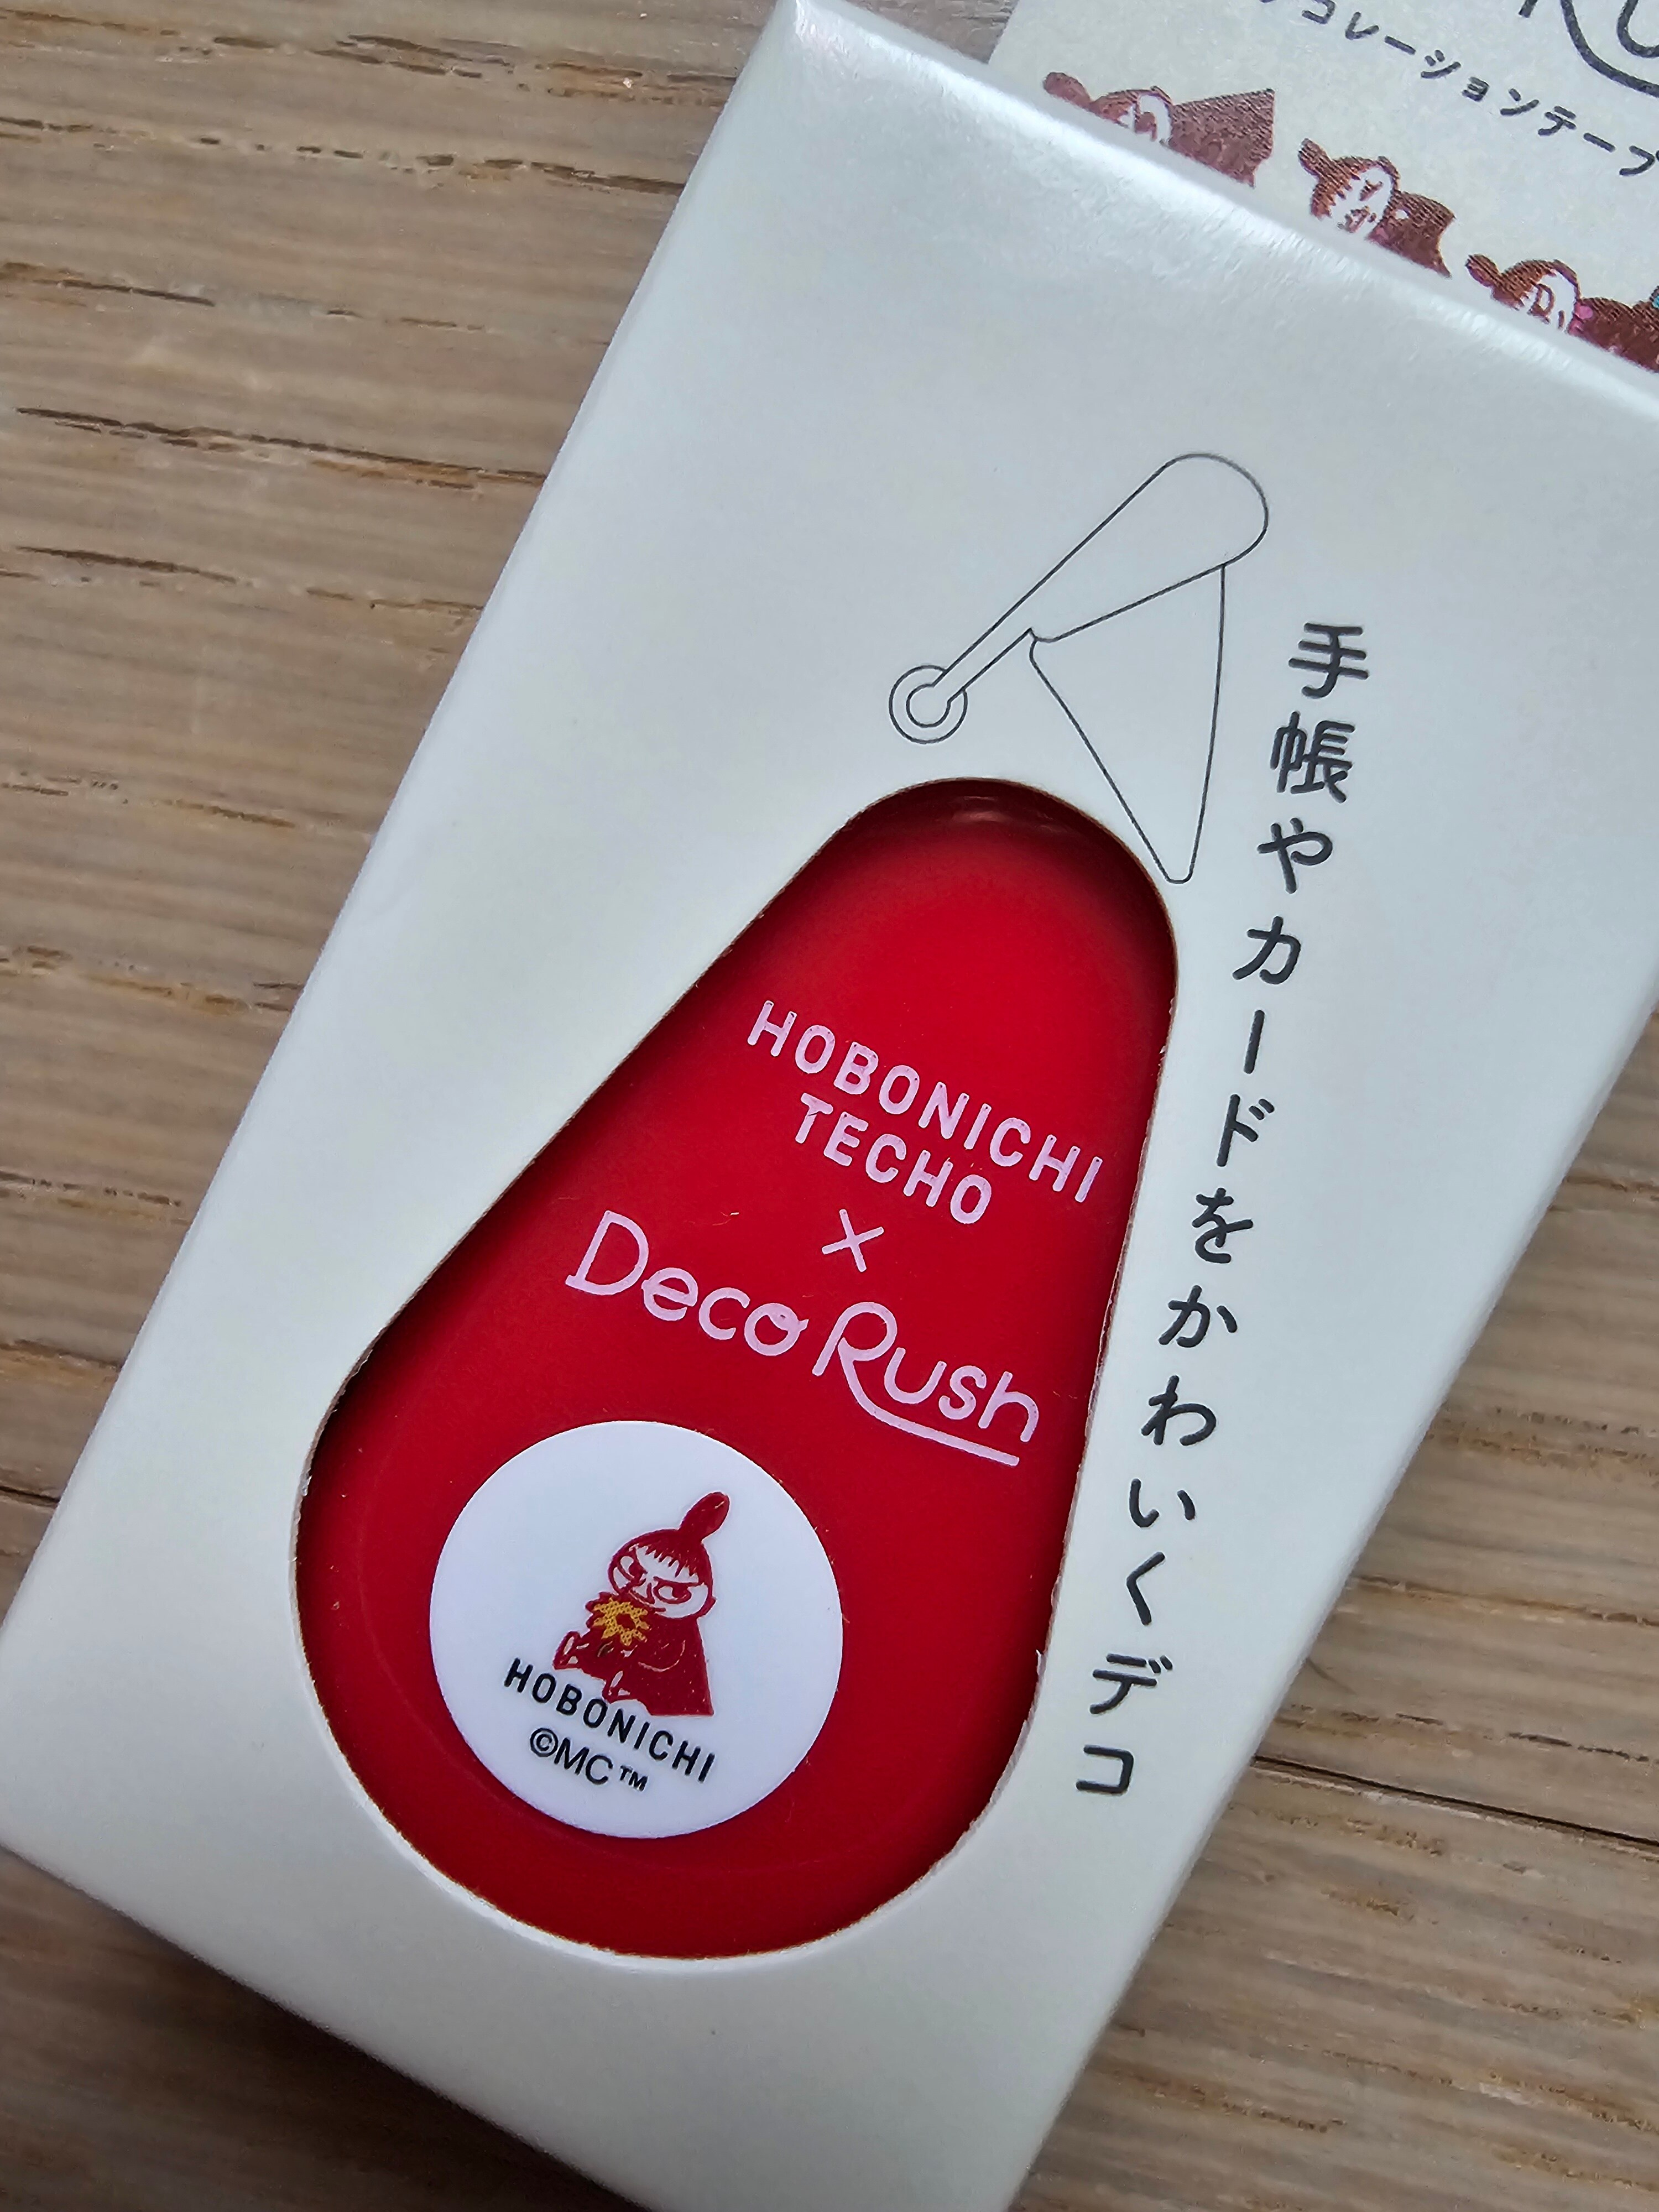 コレーションテープ
手帳やカードをかわいくデコ
HOBONICHI
TECHO
×
Deco Rush
HOBONICHI
©MC™